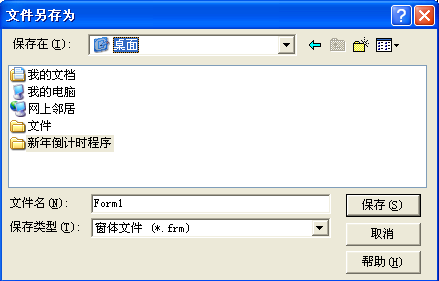 文件另存为
保存在(I):
桌面
我的文档
我的电脑
网上邻居
文件
新年倒计时程序
文件名(N):
Form1
保存(S)
保存类型(T):
窗体文件 (*.frm)
取消
帮助(H)